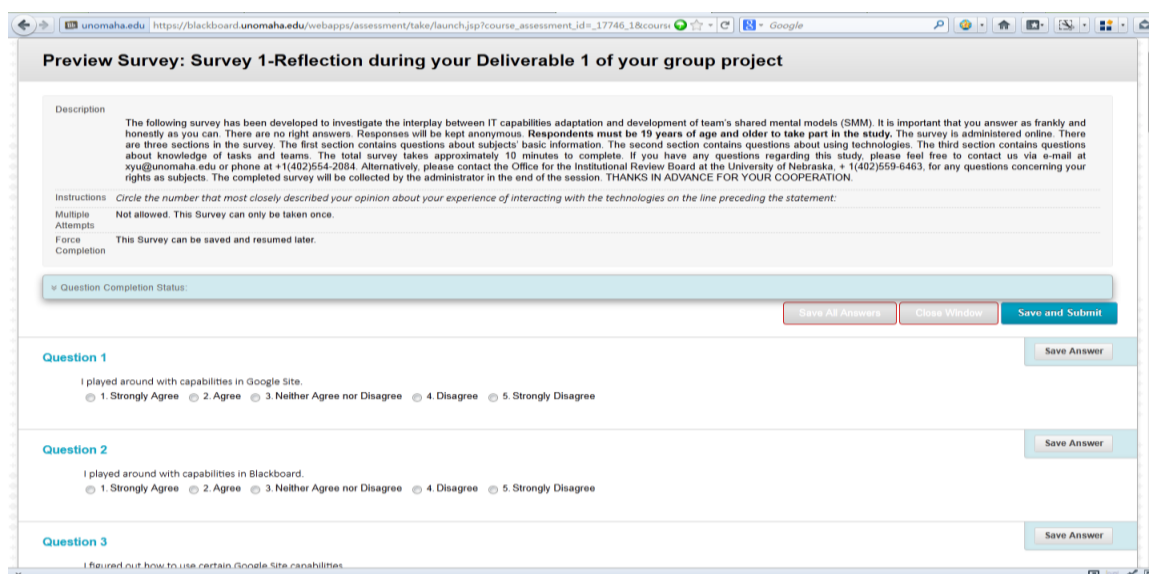 unomaha.edu https://blackboard.unomaha.edu/webapps/assessment/take/launch.jsp?course_assessment_id=_17746_1&cours Google
Preview Survey: Survey 1-Reflection during your Deliverable 1 of your group project
Description
The following survey has been developed to investigate the interplay between IT capabilities adaptation and development of team's shared mental models (SMM). It is important that you answer as frankly and
honestly as you can. There are no right answers. Responses will be kept anonymous. Respondents must be 19 years of age and older to take part in the study. The survey is administered online. There
are three sections in the survey. The first section contains questions about subjects' basic information. The second section contains questions about using technologies. The third section contains questions
about knowledge of tasks and teams. The total survey takes approximately 10 minutes to complete. If you have any questions regarding this study, please feel free to contact us via e-mail at
xyu@unomaha.edu or phone at +1(402)554-2084. Alternatively, please contact the Office for the Institutional Review Board at the University of Nebraska, + 1(402)559-6463, for any questions concerning your
rights as subjects. The completed survey will be collected by the administrator in the end of the session. THANKS IN ADVANCE FOR YOUR COOPERATION.
Instructions Circle the number that most closely described your opinion about your experience of interacting with the technologies on the line preceding the statement:
Multiple Attempts Not allowed. This Survey can only be taken once.
Force Completion This Survey can be saved and resumed later.
Question Completion Status:
Save All Answers Close Window Save and Submit
Question 1 Save Answer
I played around with capabilities in Google Site.
1. Strongly Agree 2. Agree 3. Neither Agree nor Disagree 4. Disagree 5. Strongly Disagree
Question 2 Save Answer
I played around with capabilities in Blackboard.
1. Strongly Agree 2. Agree 3. Neither Agree nor Disagree 4. Disagree 5. Strongly Disagree
Question 3 Save Answer
I figured out how to use certain Google Site capabilities